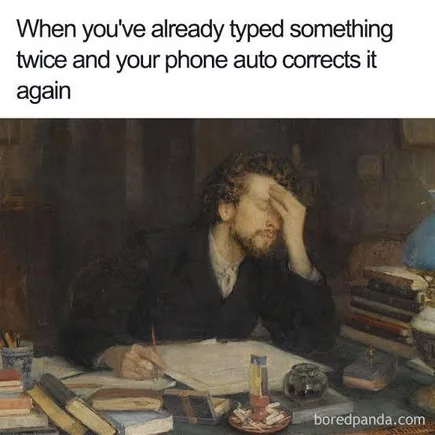 When you've already typed something
twice and your phone auto corrects it
again
boredpanda.com